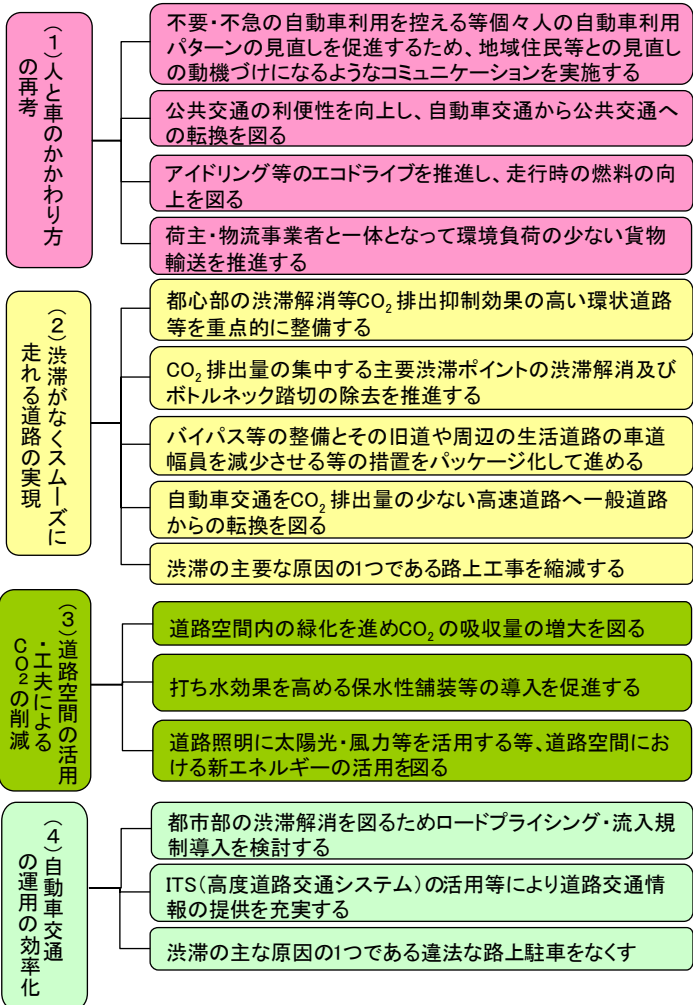 (1)人と車のかかわり方
の再考
不要・不急の自動車利用を控える等個々人の自動車利用
パターンの見直しを促進するため、地域住民等との見直し
の動機づけになるようなコミュニケーションを実施する
公共交通の利便性を向上し、自動車交通から公共交通へ
の転換を図る
アイドリング等のエコドライブを推進し、走行時の燃料の向
上を図る
荷主・物流事業者と一体となって環境負荷の少ない貨物
輸送を推進する
(2)渋滞がなくスムーズに
走れる道路の実現
都心部の渋滞解消等CO₂排出抑制効果の高い環状道路
等を重点的に整備する
CO₂排出量の集中する主要渋滞ポイントの渋滞解消及び
ボトルネック踏切の除去を推進する
バイパス等の整備とその旧道や周辺の生活道路の車道
幅員を減少させる等の措置をパッケージ化して進める
自動車交通をCO₂排出量の少ない高速道路へ一般道路
からの転換を図る
渋滞の主要な原因の1つである路上工事を縮減する
(3)道路空間の活用
・工夫による
CO2の削減
道路空間内の緑化を進めCO₂の吸収量の増大を図る
打ち水効果を高める保水性舗装等の導入を促進する
道路照明に太陽光・風力等を活用する等、道路空間にお
ける新エネルギーの活用を図る
(4)自動車交通
の運用の効率化
都市部の渋滞解消を図るためロードプライシング・流入規
制導入を検討する
ITS(高度道路交通システム)の活用等により道路交通情
報の提供を充実する
渋滞の主な原因の1つである違法な路上駐車をなくす